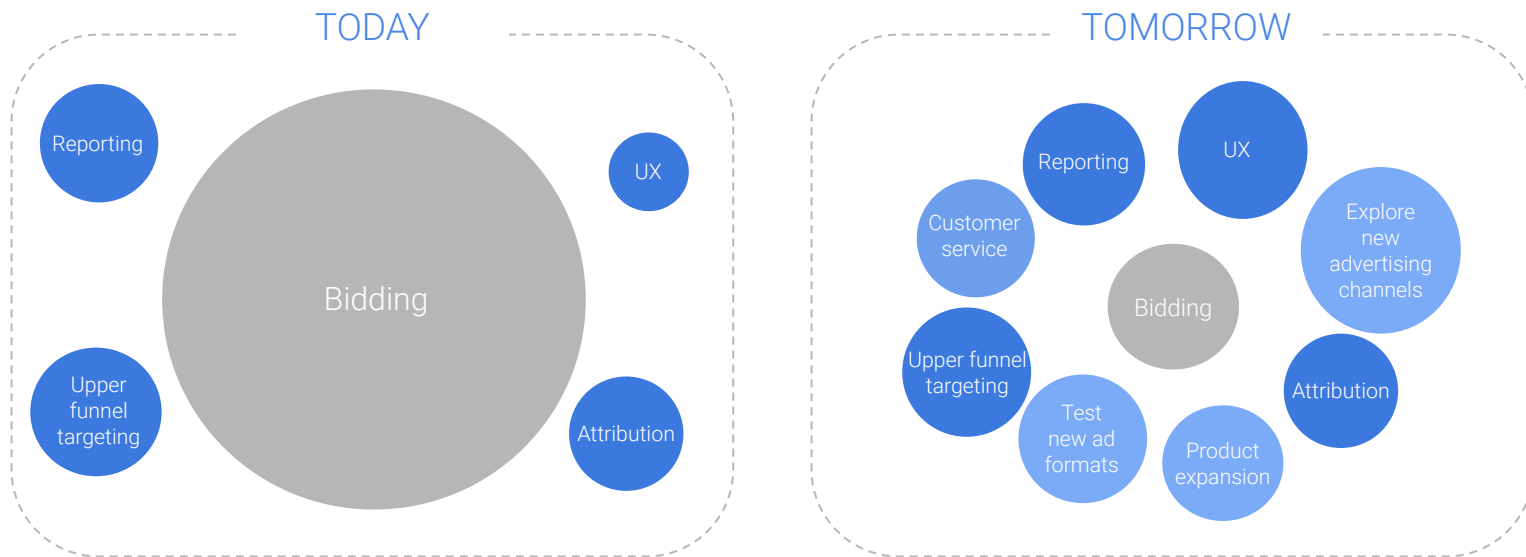 TODAY
Reporting
UX
Bidding
Upper
funnel
targeting
Attribution
TOMORROW
Reporting
UX
Customer
service
Explore
new
advertising
channels
Bidding
Upper funnel
targeting
Attribution
Test
new ad
formats
Product
expansion